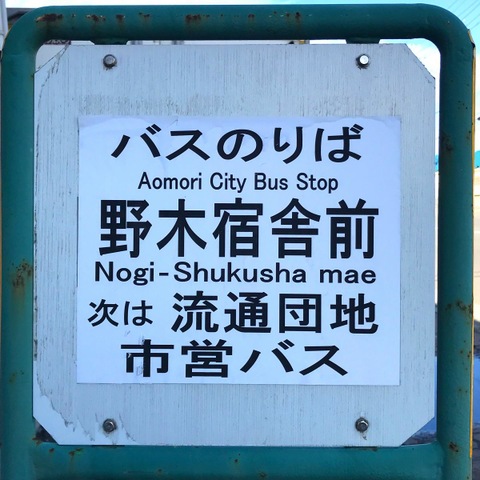 バスのりば
Aomori City Bus Stop
野木宿舎前
Nogi-Shukusha mae
次は 流通団地
市営バス